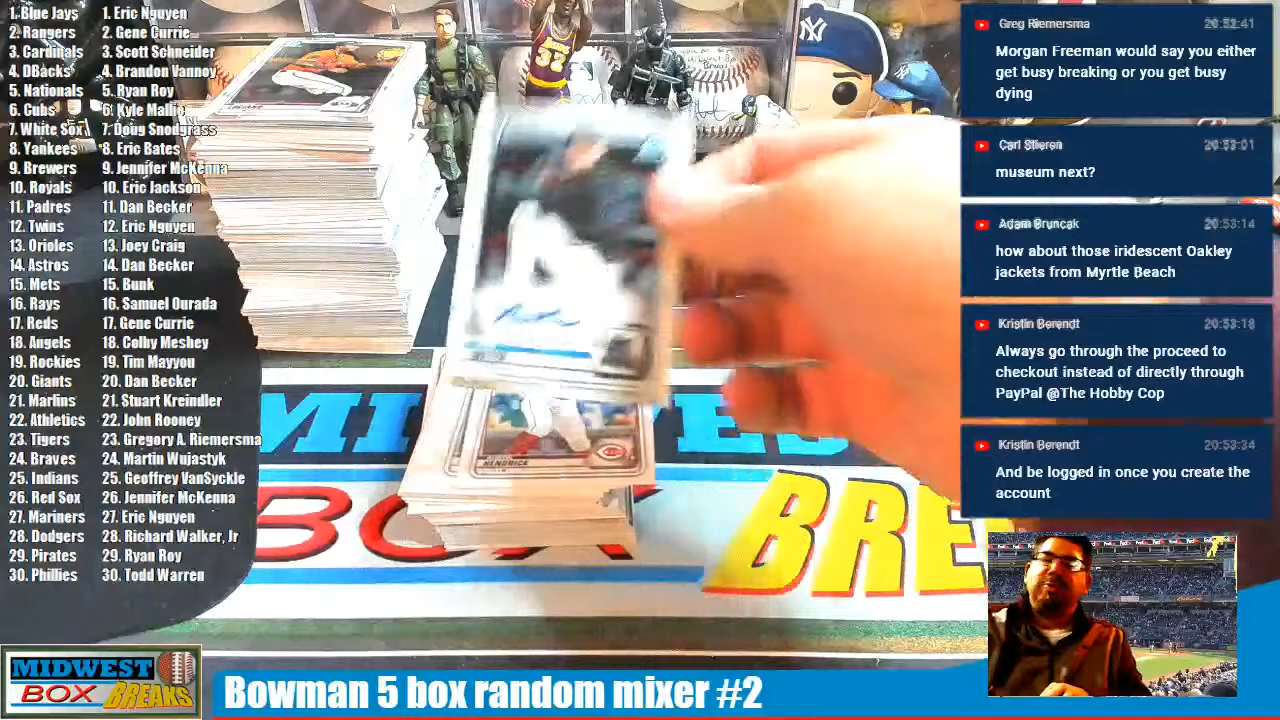 1. Blue Jays 1. Eric Nguyen
2. Rangers 2. Gene Currie
3. Cardinals 3. Scott Schneider
4. DBacks 4. Brandon Vannoy
5. Nationals 5. Ryan Roy
6. Cubs 6. Kyle Mallie
7. White Sox 7. Doug Snodgrass
8. Yankees 8. Eric Bates
9. Brewers 9. Jennifer McKenna
10. Royals 10. Eric Jackson
11. Padres 11. Dan Becker
12. Twins 12. Eric Nguyen
13. Orioles 13. Joey Craig
14. Astros 14. Dan Becker
15. Mets 15. Bunk
16. Rays 16. Samuel Ourada
17. Reds 17. Gene Currie
18. Angels 18. Colby Meshey
19. Rockies 19. Tim Mayyou
20. Giants 20. Dan Becker
21. Marlins 21. Stuart Kreindler
22. Athletics 22. John Rooney
23. Tigers 23. Gregory A. Riemersma
24. Braves 24. Martin Wujastyk
25. Indians 25. Geoffrey VanSyckle
26. Red Sox 26. Jennifer McKenna
27. Mariners 27. Eric Nguyen
28. Dodgers 28. Richard Walker, Jr
29. Pirates 29. Ryan Roy
30. Phillies 30. Todd Warren
32
NY
HENDRICK
BOX
BRE
Greg Riemersma 20:52:41
Morgan Freeman would say you either
get busy breaking or you get busy
dying
Carl Stieren 20:53:01
museum next?
Adam Bruncak 20:53:14
how about those iridescent Oakley
jackets from Myrtle Beach
Kristin Berendt 20:53:18
Always go through the proceed to
checkout instead of directly through
PayPal @The Hobby Cop
Kristin Berendt 20:53:34
And be logged in once you create the
account
MIDWEST
BOX BREAKS
Bowman 5 box random mixer #2